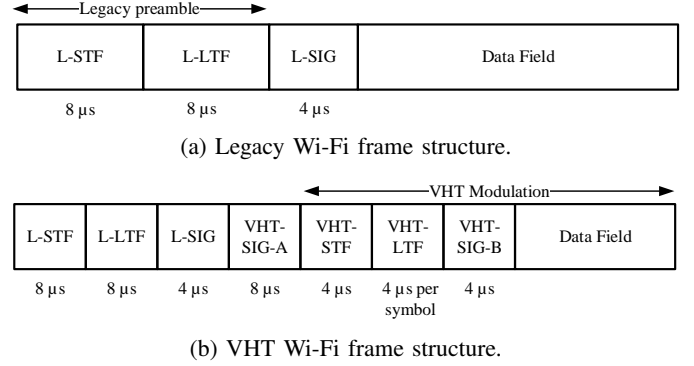 Legacy preamble
L-STF L-LTF L-SIG Data Field
8 µs 8 µs 4 µs
(a) Legacy Wi-Fi frame structure.
VHT Modulation
L-STF L-LTF L-SIG VHT-SIG-A VHT-STF VHT-LTF VHT-SIG-B Data Field
8 µs 8 µs 4 µs 8 µs 4 µs 4 µs per symbol 4 µs
(b) VHT Wi-Fi frame structure.